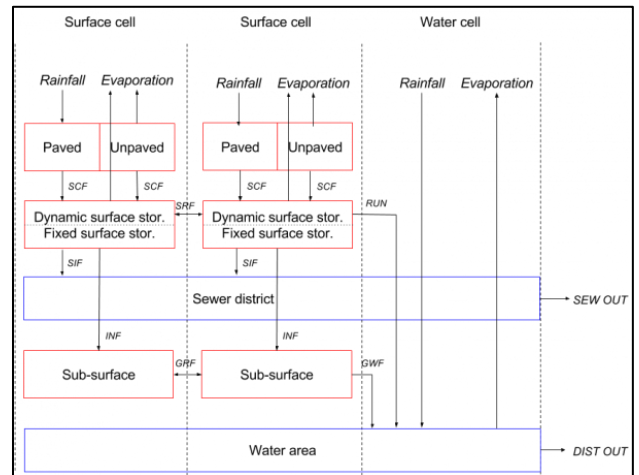 Surface cell Surface cell Water cell
Rainfall Evaporation Rainfall Evaporation Rainfall Evaporation
Paved Unpaved Paved Unpaved
SCF SCF SCF SCF
SRF RUN
Dynamic surface stor. Dynamic surface stor.
Fixed surface stor. Fixed surface stor.
SIF SIF
Sewer district SEW OUT
INF INF
GRF GWF
Sub-surface Sub-surface
Water area DIST OUT